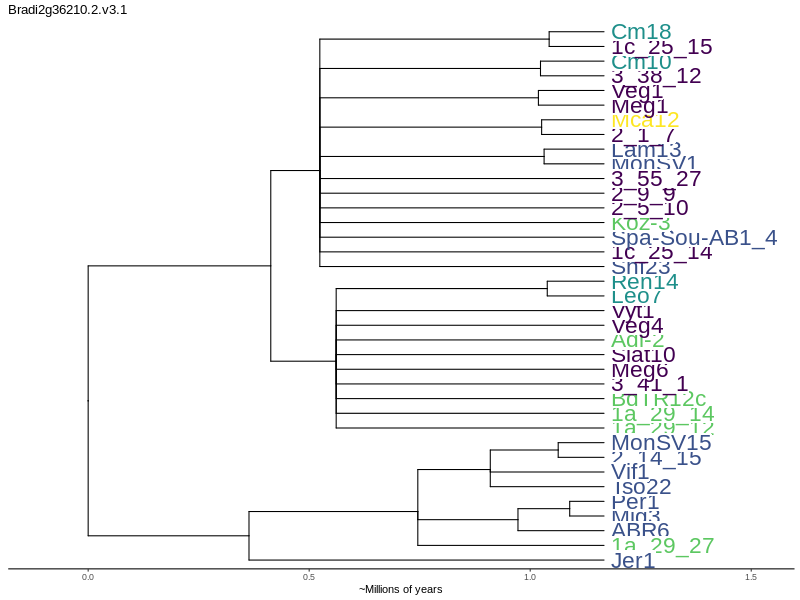 Bradi2g36210.2.v3.1
Cm18
1c_25_15
Cm10
3_38_12
Veg1
Meg1
Mca12
2_1_7
Lam13
MonSV1
3_55_27
2_9_9
2_5_10
Koz-3
Spa-Sou-AB1_4
1c_25_14
Ren14
Leo7
Vyt1
Veg4
Adi-2
Slat10
Meg6
3_41_1
BdTR12c
1a_29_14
1a_29_12
MonSV15
2_14_15
Vif1
Tso22
Per1
Mig3
ABR6
1a_29_27
Jer1
0.0 0.5 1.0 1.5
~Millions of years